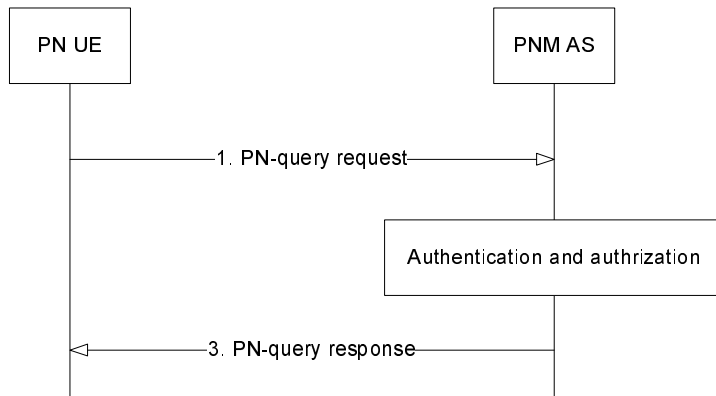 PN UE
PNM AS
1. PN-query request
Authentication and authrization
3. PN-query response